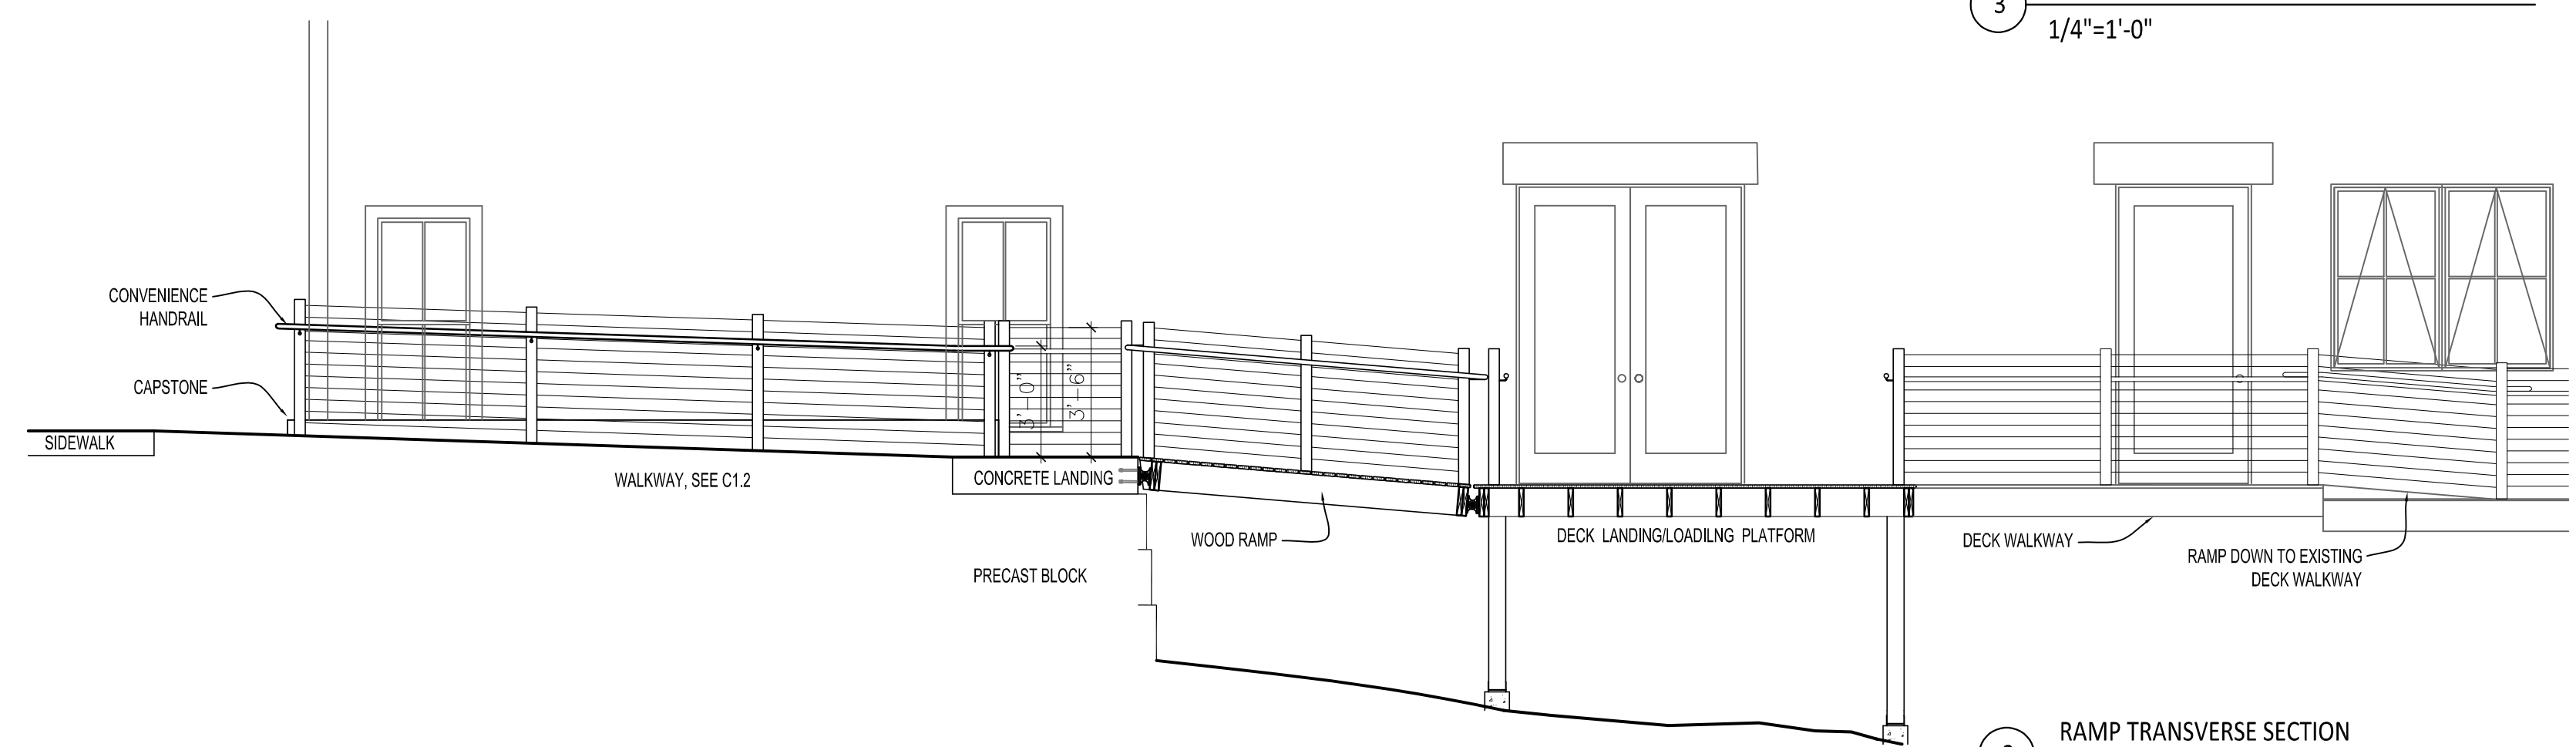 3
1/4"=1'-0"
CONVENIENCE
HANDRAIL
CAPSTONE
SIDEWALK
WALKWAY, SEE C1.2
3'-0"
3'-6"
CONCRETE LANDING
PRECAST BLOCK
WOOD RAMP
DECK LANDING/LOADILNG PLATFORM
DECK WALKWAY
RAMP DOWN TO EXISTING
DECK WALKWAY
RAMP TRANSVERSE SECTION